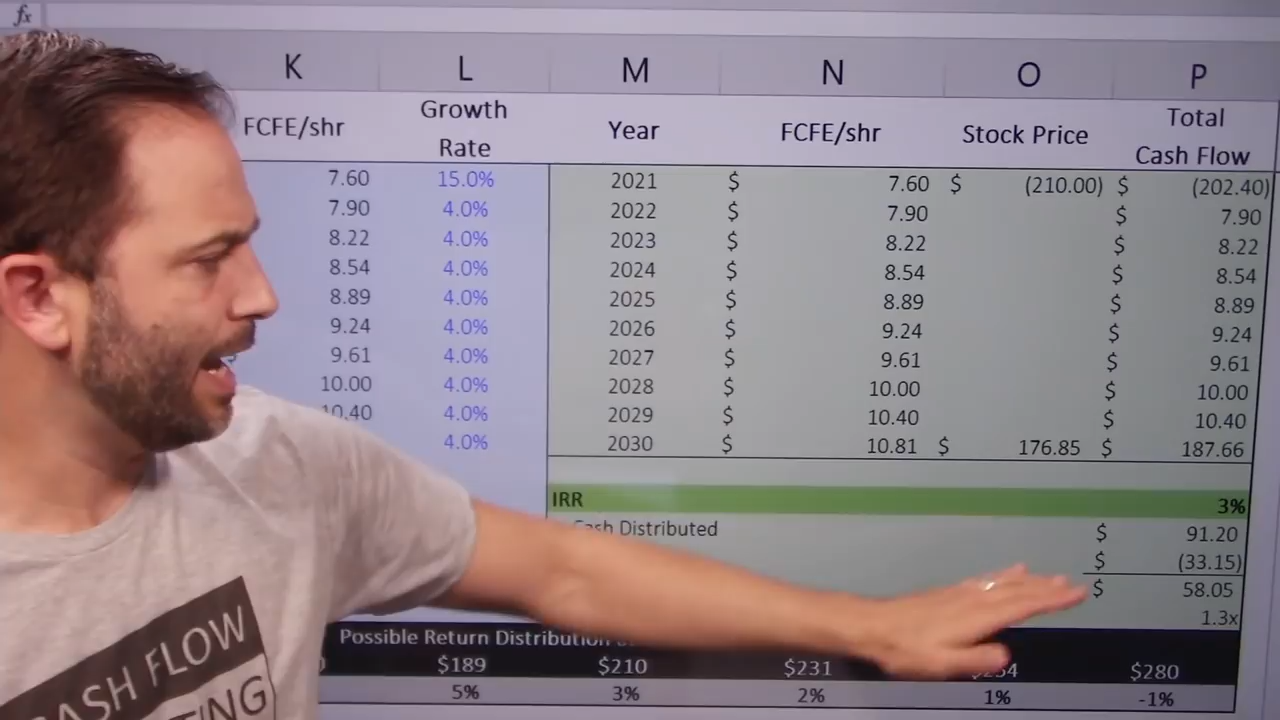 fx
K L M N O P
FCFE/shr Growth Rate Year FCFE/shr Stock Price Total Cash Flow
7.60 15.0% 2021 $ 7.60 $ (210.00) $ (202.40)
7.90 4.0% 2022 $ 7.90 $ 7.90
8.22 4.0% 2023 $ 8.22 $ 8.22
8.54 4.0% 2024 $ 8.54 $ 8.54
8.89 4.0% 2025 $ 8.89 $ 8.89
9.24 4.0% 2026 $ 9.24 $ 9.24
9.61 4.0% 2027 $ 9.61 $ 9.61
10.00 4.0% 2028 $ 10.00 $ 10.00
10.40 4.0% 2029 $ 10.40 $ 10.40
4.0% 2030 $ 10.81 $ 176.85 $ 187.66
IRR 3%
Cash Distributed $ 91.20
$ (33.15)
$ 58.05
1.3x
Possible Return Distribution
$189 $210 $231 $280
5% 3% 2% 1% -1%
CASH FLOW